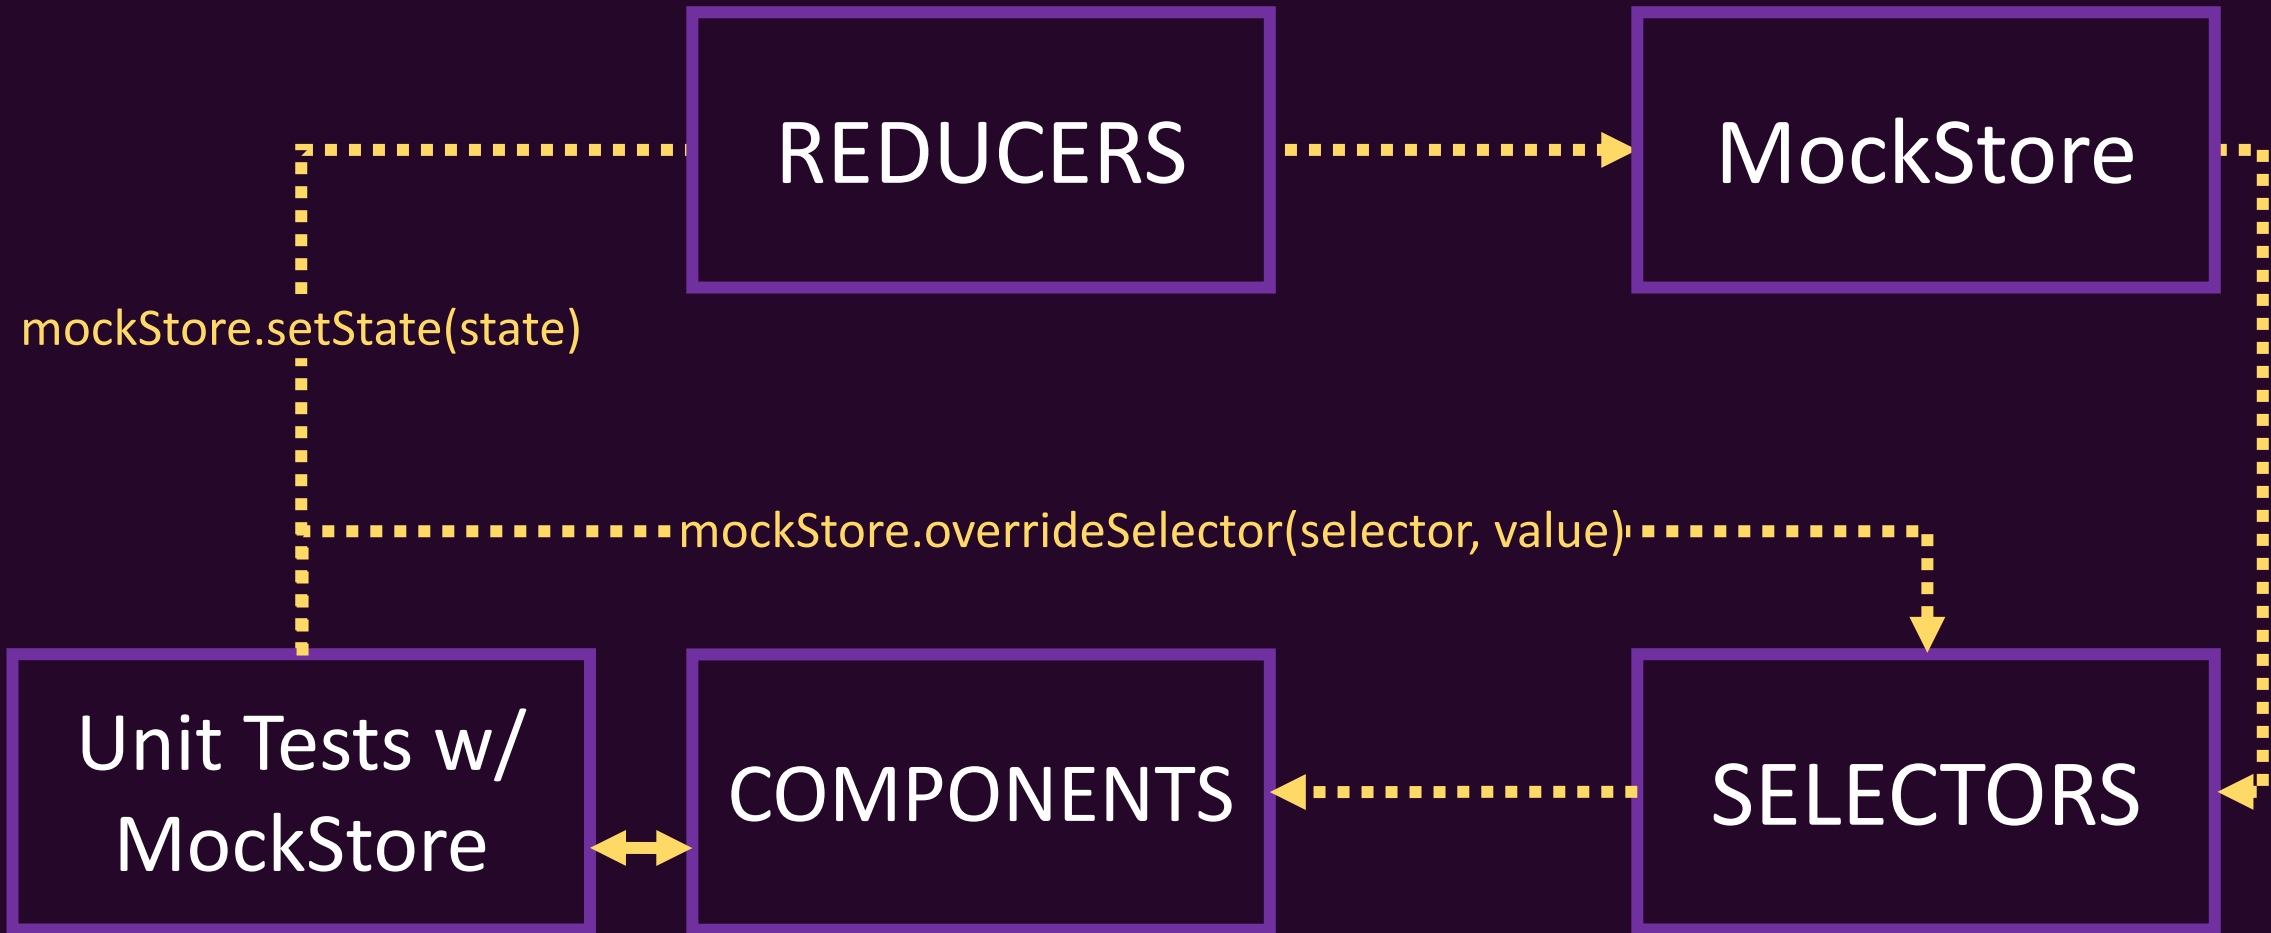 REDUCERS
MockStore
mockStore.setState(state)
mockStore.overrideSelector(selector, value)
Unit Tests w/
MockStore
COMPONENTS
SELECTORS